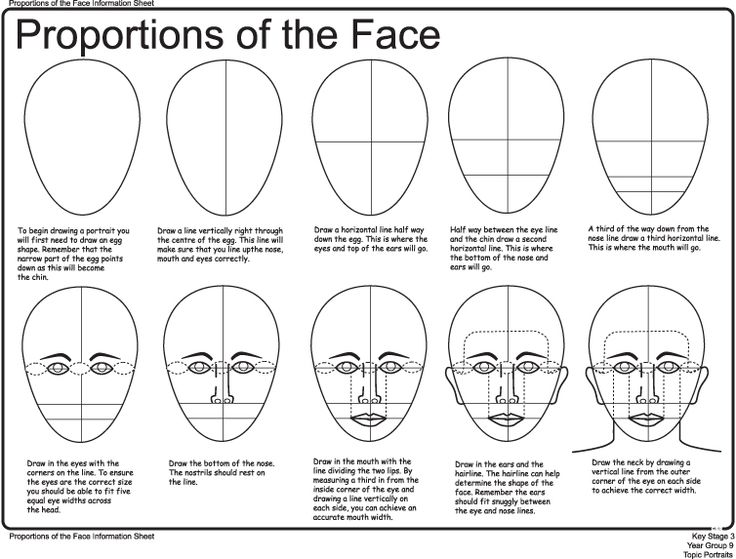 Proportions of the Face Information Sheet
Proportions of the Face
To begin drawing a portrait you
will first need to draw an egg
shape. Remember that the
narrow part of the egg points
down as this will become
the chin.
Draw a line vertically right through
the centre of the egg. This line will
make sure that you line upthe nose,
mouth and eyes correctly.
Draw a horizontal line half way
down the egg. This is where the
eyes and top of the ears will go.
Half way between the eye line
and the chin draw a second
horizontal line. This is where
the bottom of the nose and
ears will go.
A third of the way down from the
nose line draw a third horizontal line.
This is where the mouth will go.
Draw in the eyes with the
corners on the line. To ensure
the eyes are the correct size
you should be able to fit five
equal eye widths across
the head.
Draw the bottom of the nose.
The nostrils should rest on
the line.
Draw in the mouth with the
line dividing the two lips. By
measuring a third in from the
inside corner of the eye and
drawing a line vertically on
each side, you can achieve an
accurate mouth width.
Draw in the ears and the
hairline. The hairline can help
determine the shape of the
face. Remember the ears
should fit snuggly between
the eye and nose lines.
Draw the neck by drawing a
vertical line from the outer
corner of the eye on each side
to achieve the correct width.
Proportions of the Face Information Sheet
Key Stage 3
Year Group 9
Topic Portraits